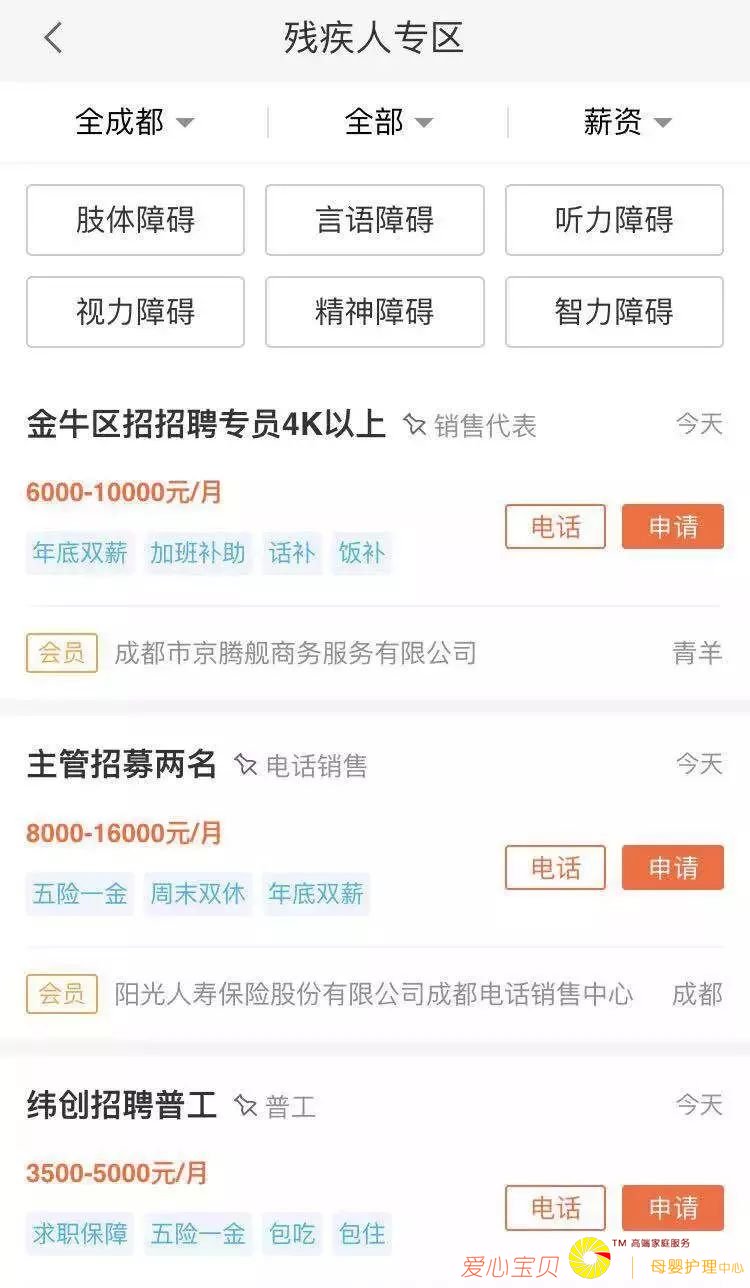 残疾人专区
全成都 全部 薪资
肢体障碍 言语障碍 听力障碍
视力障碍 精神障碍 智力障碍
金牛区招招聘专员4K以上 销售代表 今天
6000-10000元/月
电话 申请
年底双薪 加班补助 话补 饭补
会员 成都市京腾舰商务服务有限公司 青羊
主管招募两名 电话销售 今天
8000-16000元/月
电话 申请
五险一金 周末双休 年底双薪
会员 阳光人寿保险股份有限公司成都电话销售中心 成都
纬创招聘普工 普工 今天
3500-5000元/月
电话 申请
求职保障 五险一金 包吃 包住
爱心宝贝 TM 高端家庭服务
母婴护理中心